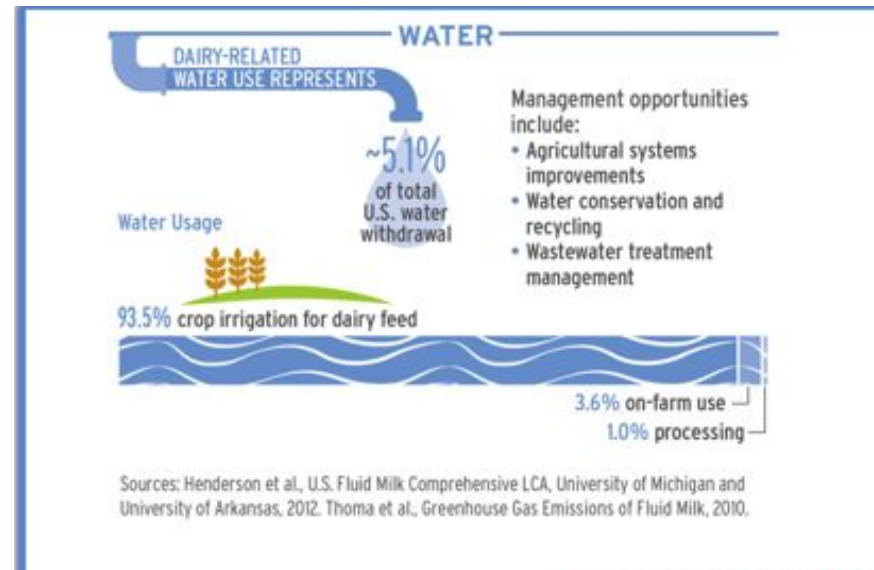 WATER
DAIRY-RELATED
WATER USE REPRESENTS
~5.1%
of total
U.S. water
withdrawal
Management opportunities
include:
• Agricultural systems
improvements
• Water conservation and
recycling
• Wastewater treatment
management
Water Usage
93.5% crop irrigation for dairy feed
3.6% on-farm use
1.0% processing
Sources: Henderson et al., U.S. Fluid Milk Comprehensive LCA, University of Michigan and
University of Arkansas, 2012. Thoma et al., Greenhouse Gas Emissions of Fluid Milk, 2010.